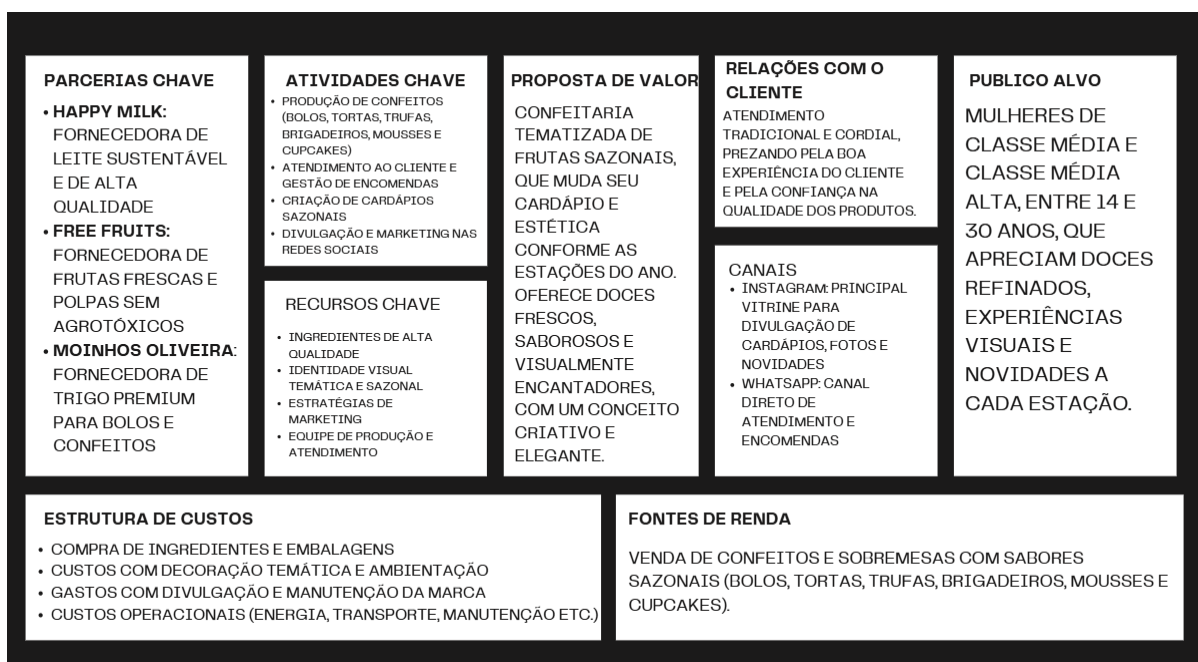 PARCERIAS CHAVE
• HAPPY MILK:
FORNECEDORA DE
LEITE SUSTENTÁVEL
E DE ALTA
QUALIDADE
• FREE FRUITS:
FORNECEDORA DE
FRUTAS FRESCAS E
POLPAS SEM
AGROTÓXICOS
• MOINHOS OLIVEIRA:
FORNECEDORA DE
TRIGO PREMIUM
PARA BOLOS E
CONFEITOS
ATIVIDADES CHAVE
• PRODUÇÃO DE CONFEITOS
(BOLOS, TORTAS, TRUFAS,
BRIGADEIROS, MOUSSES E
CUPCAKES)
• ATENDIMENTO AO CLIENTE E
GESTÃO DE ENCOMENDAS
• CRIAÇÃO DE CARDÁPIOS
SAZONAIS
• DIVULGAÇÃO E MARKETING NAS
REDES SOCIAIS
RECURSOS CHAVE
• INGREDIENTES DE ALTA
QUALIDADE
• IDENTIDADE VISUAL
TEMÁTICA E SAZONAL
• ESTRATÉGIAS DE
MARKETING
• EQUIPE DE PRODUÇÃO E
ATENDIMENTO
PROPOSTA DE VALOR
CONFEITARIA
TEMATIZADA DE
FRUTAS SAZONAIS,
QUE MUDA SEU
CARDÁPIO E
ESTÉTICA
CONFORME AS
ESTAÇÕES DO ANO.
OFERECE DOCES
FRESCOS,
SABOROSOS E
VISUALMENTE
ENCANTADORES,
COM UM CONCEITO
CRIATIVO E
ELEGANTE.
RELAÇÕES COM O
CLIENTE
ATENDIMENTO
TRADICIONAL E CORDIAL,
PREZANDO PELA BOA
EXPERIÊNCIA DO CLIENTE
E PELA CONFIANÇA NA
QUALIDADE DOS PRODUTOS.
CANAIS
• INSTAGRAM: PRINCIPAL
VITRINE PARA
DIVULGAÇÃO DE
CARDÁPIOS, FOTOS E
NOVIDADES
• WHATSAPP: CANAL
DIRETO DE
ATENDIMENTO E
ENCOMENDAS
PUBLICO ALVO
MULHERES DE
CLASSE MÉDIA E
CLASSE MÉDIA
ALTA, ENTRE 14 E
30 ANOS, QUE
APRECIAM DOCES
REFINADOS,
EXPERIÊNCIAS
VISUAIS E
NOVIDADES A
CADA ESTAÇÃO.
ESTRUTURA DE CUSTOS
• COMPRA DE INGREDIENTES E EMBALAGENS
• CUSTOS COM DECORAÇÃO TEMÁTICA E AMBIENTAÇÃO
• GASTOS COM DIVULGAÇÃO E MANUTENÇÃO DA MARCA
• CUSTOS OPERACIONAIS (ENERGIA, TRANSPORTE, MANUTENÇÃO ETC.)
FONTES DE RENDA
VENDA DE CONFEITOS E SOBREMESAS COM SABORES
SAZONAIS (BOLOS, TORTAS, TRUFAS, BRIGADEIROS, MOUSSES E
CUPCAKES).